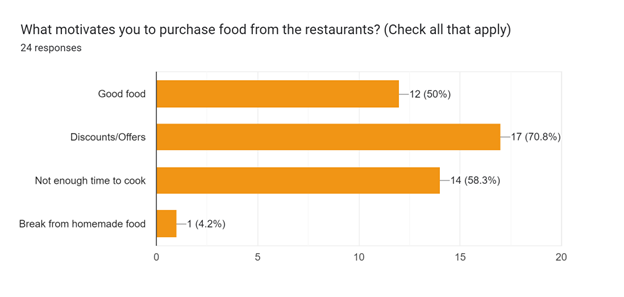 What motivates you to purchase food from the restaurants? (Check all that apply)
24 responses
Good food
12 (50%)
Discounts/Offers
17 (70.8%)
Not enough time to cook
14 (58.3%)
Break from homemade food
1 (4.2%)
0 5 10 15 20